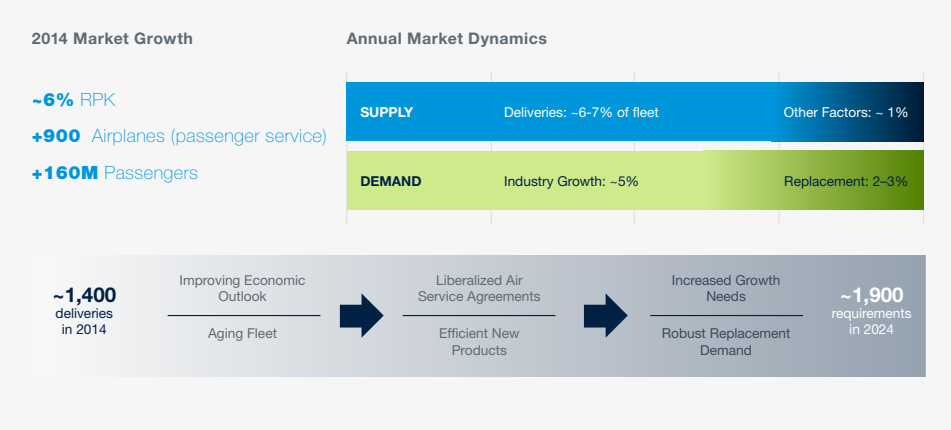 2014 Market Growth
~6% RPK
+900 Airplanes (passenger service)
+160M Passengers
Annual Market Dynamics
SUPPLY Deliveries: ~6-7% of fleet Other Factors: ~ 1%
DEMAND Industry Growth: ~5% Replacement: 2–3%
~1,400
deliveries
in 2014
Improving Economic
Outlook
Aging Fleet
Liberalized Air
Service Agreements
Efficient New
Products
Increased Growth
Needs
Robust Replacement
Demand
~1,900
requirements
in 2024